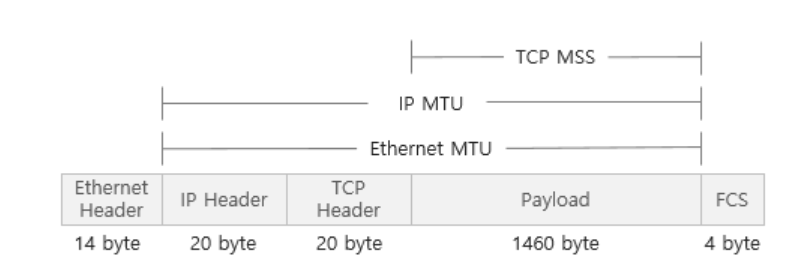 TCP MSS
IP MTU
Ethernet MTU
Ethernet
Header
IP Header
TCP
Header
Payload
FCS
14 byte
20 byte
20 byte
1460 byte
4 byte